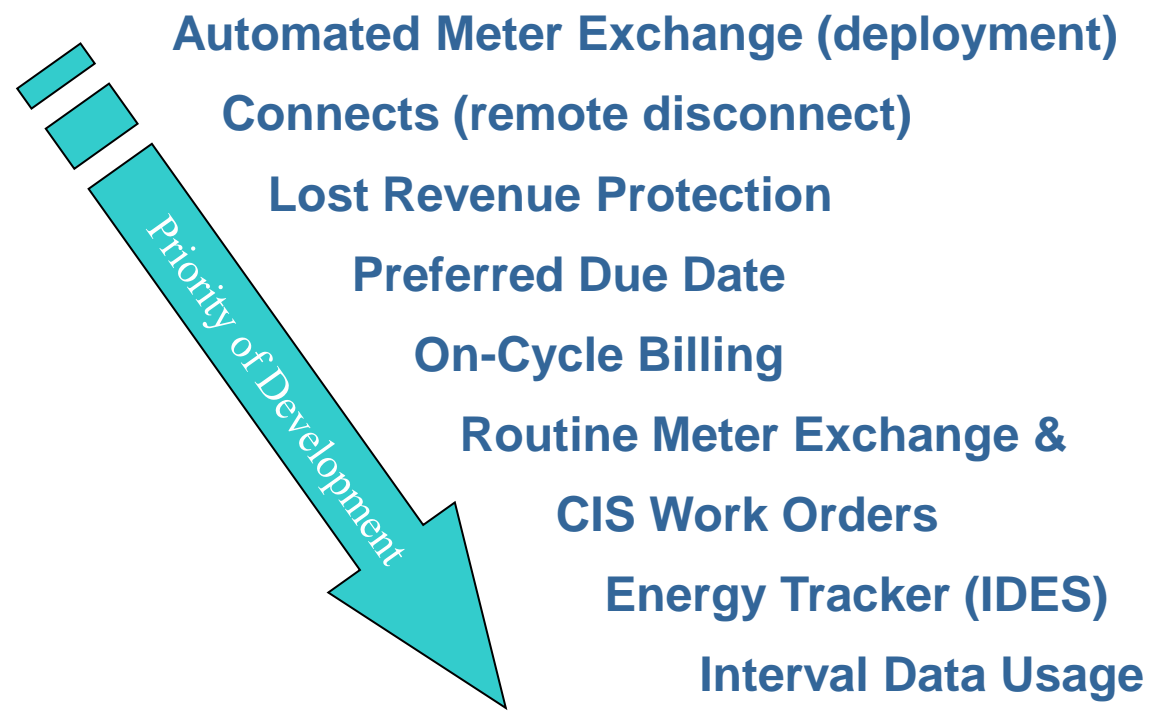 Automated Meter Exchange (deployment)
Connects (remote disconnect)
Lost Revenue Protection
Preferred Due Date
On-Cycle Billing
Routine Meter Exchange &
CIS Work Orders
Energy Tracker (IDES)
Interval Data Usage
Priority of Development